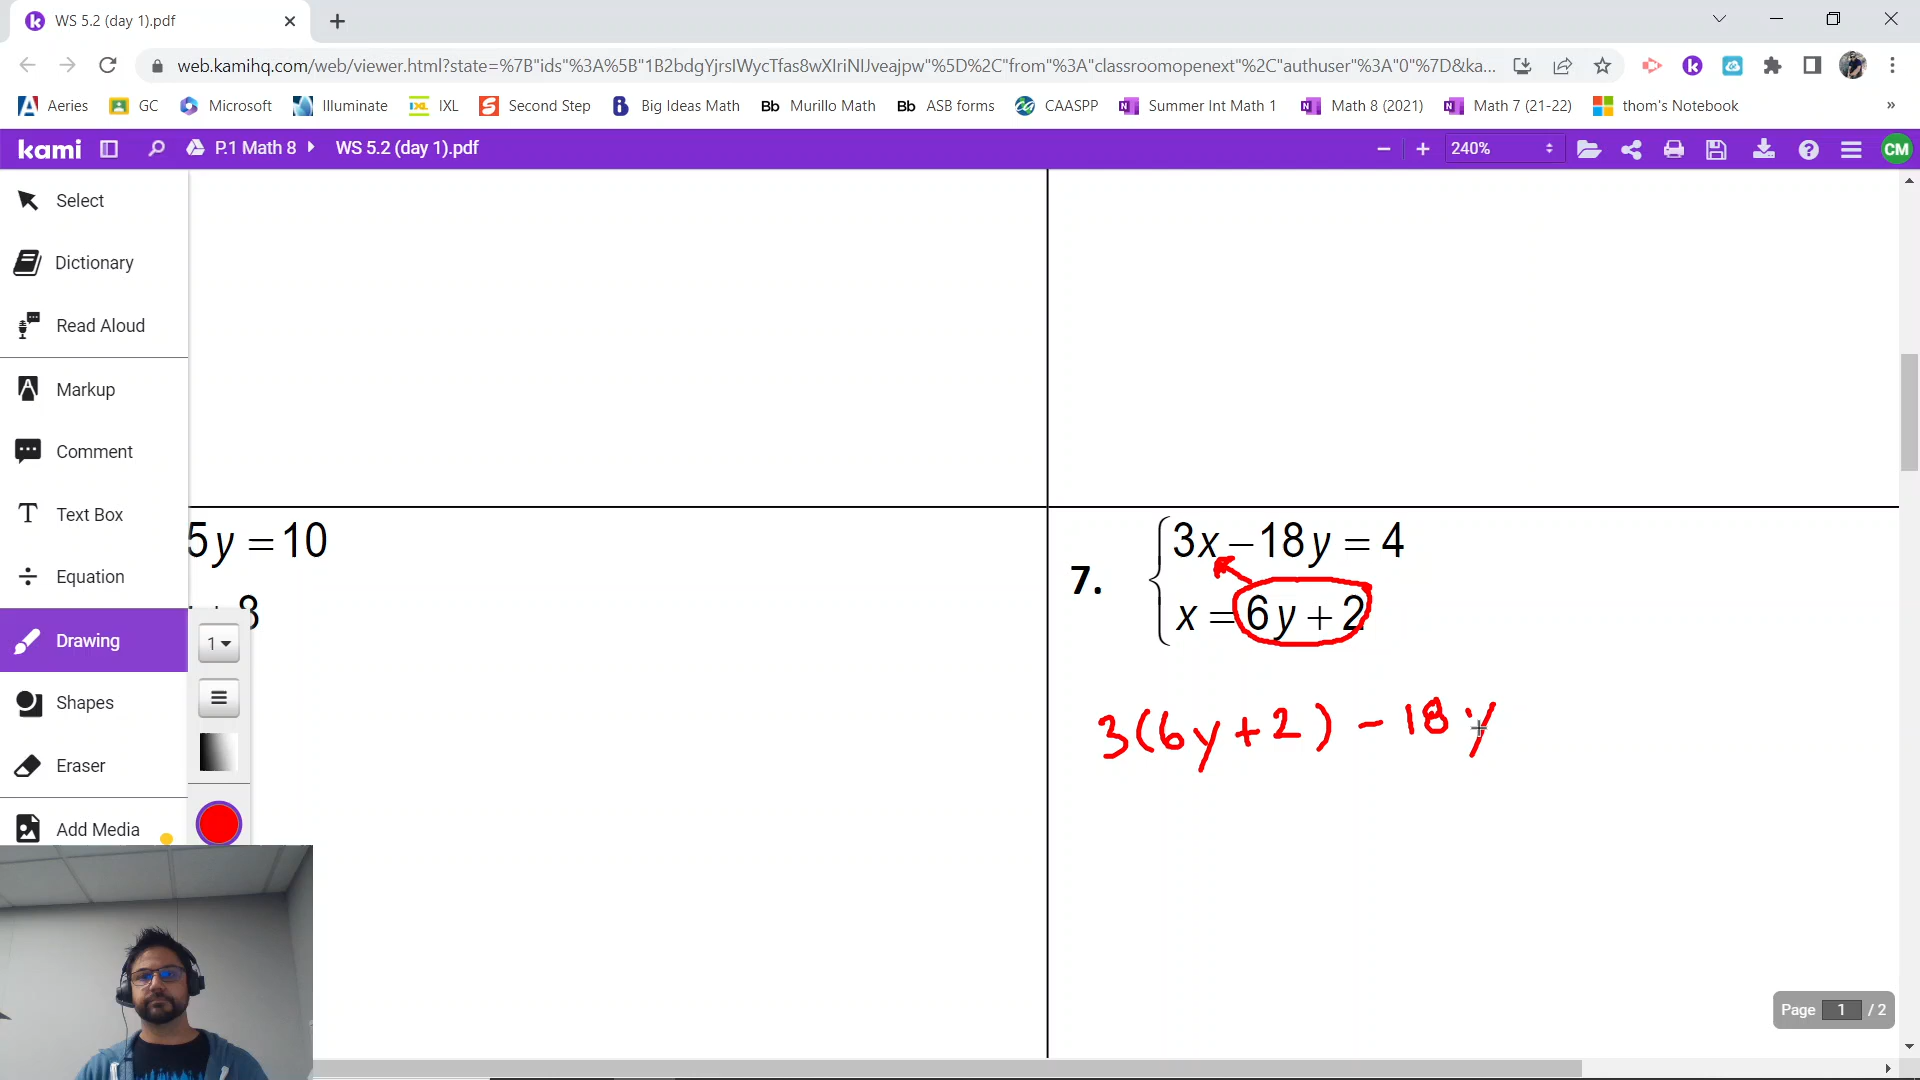 WS 5.2 (day 1).pdf
web.kamihq.com/web/viewer.html?state=%7B"ids"%3A%5B"1B2bdgYjrsIWycTfas8wXIriNIJveajpw"%5D%2C"from"%3A"classroomopenext"%2C"authuser"%3A"0"%7D&ka...
Aeries GC Microsoft Illuminate IXL Second Step Big Ideas Math Bb Murillo Math Bb ASB forms CAASPP Summer Int Math 1 Math 8 (2021) Math 7 (21-22) thom's Notebook »
kami P.1 Math 8 WS 5.2 (day 1).pdf 240% CM
Select
Dictionary
Read Aloud
Markup
Comment
Text Box
Equation
Drawing
1
Shapes
Eraser
Add Media
5y = 10
+ 8
7.
3x – 18y = 4
x = 6y + 2
3(6y+2) - 18y
Page 1 / 2